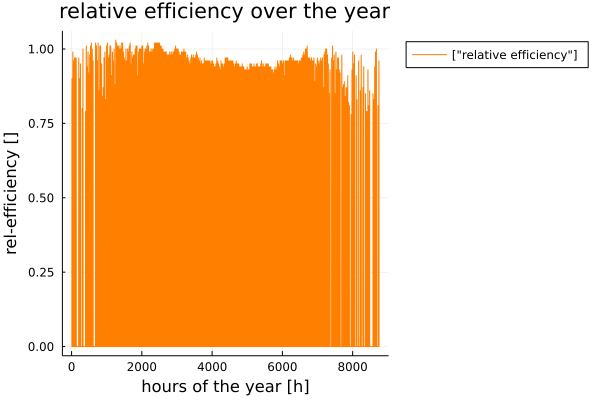 relative efficiency over the year
["relative efficiency"]
rel-efficiency []
1.00
0.75
0.50
0.25
0.00
0
2000
4000
6000
8000
hours of the year [h]